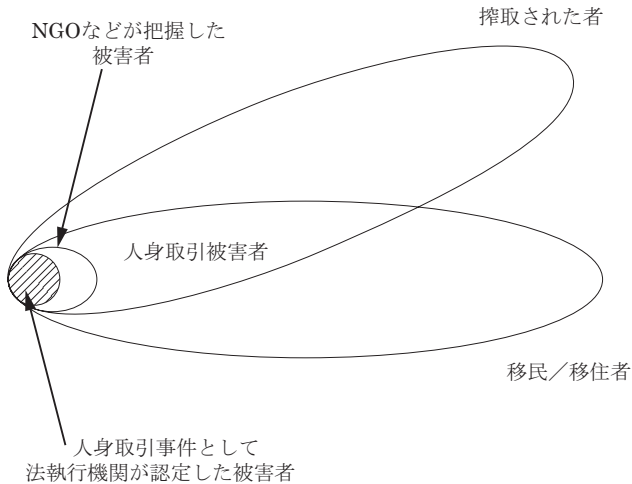 搾取された者
NGOなどが把握した
被害者
人身取引被害者
移民／移住者
人身取引事件として
法執行機関が認定した被害者